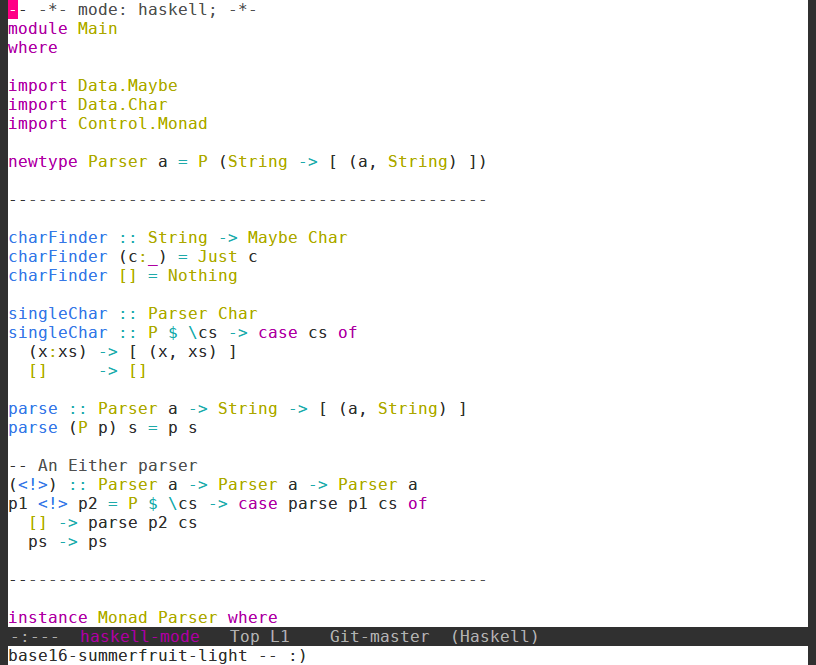 -- -*- mode: haskell; -*-
module Main
where

import Data.Maybe
import Data.Char
import Control.Monad

newtype Parser a = P (String -> [ (a, String) ])

------------------------------------------------

charFinder :: String -> Maybe Char
charFinder (c:_) = Just c
charFinder [] = Nothing

singleChar :: Parser Char
singleChar :: P $ \cs -> case cs of
  (x:xs) -> [ (x, xs) ]
  []     -> []

parse :: Parser a -> String -> [ (a, String) ]
parse (P p) s = p s

-- An Either parser
(<!>) :: Parser a -> Parser a -> Parser a
p1 <!> p2 = P $ \cs -> case parse p1 cs of
  [] -> parse p2 cs
  ps -> ps

------------------------------------------------

instance Monad Parser where
-:---  haskell-mode   Top L1    Git-master  (Haskell)
base16-summerfruit-light -- :)